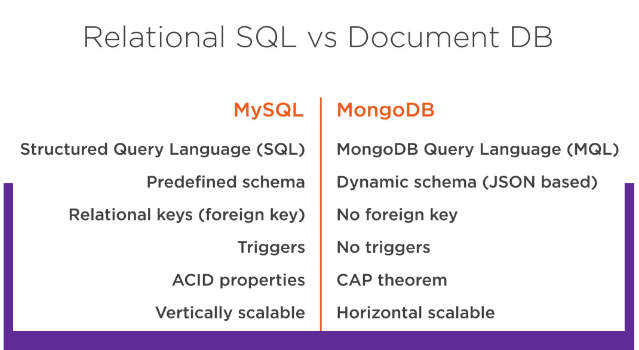 Relational SQL vs Document DB
MySQL MongoDB
Structured Query Language (SQL) MongoDB Query Language (MQL)
Predefined schema Dynamic schema (JSON based)
Relational keys (foreign key) No foreign key
Triggers No triggers
ACID properties CAP theorem
Vertically scalable Horizontal scalable